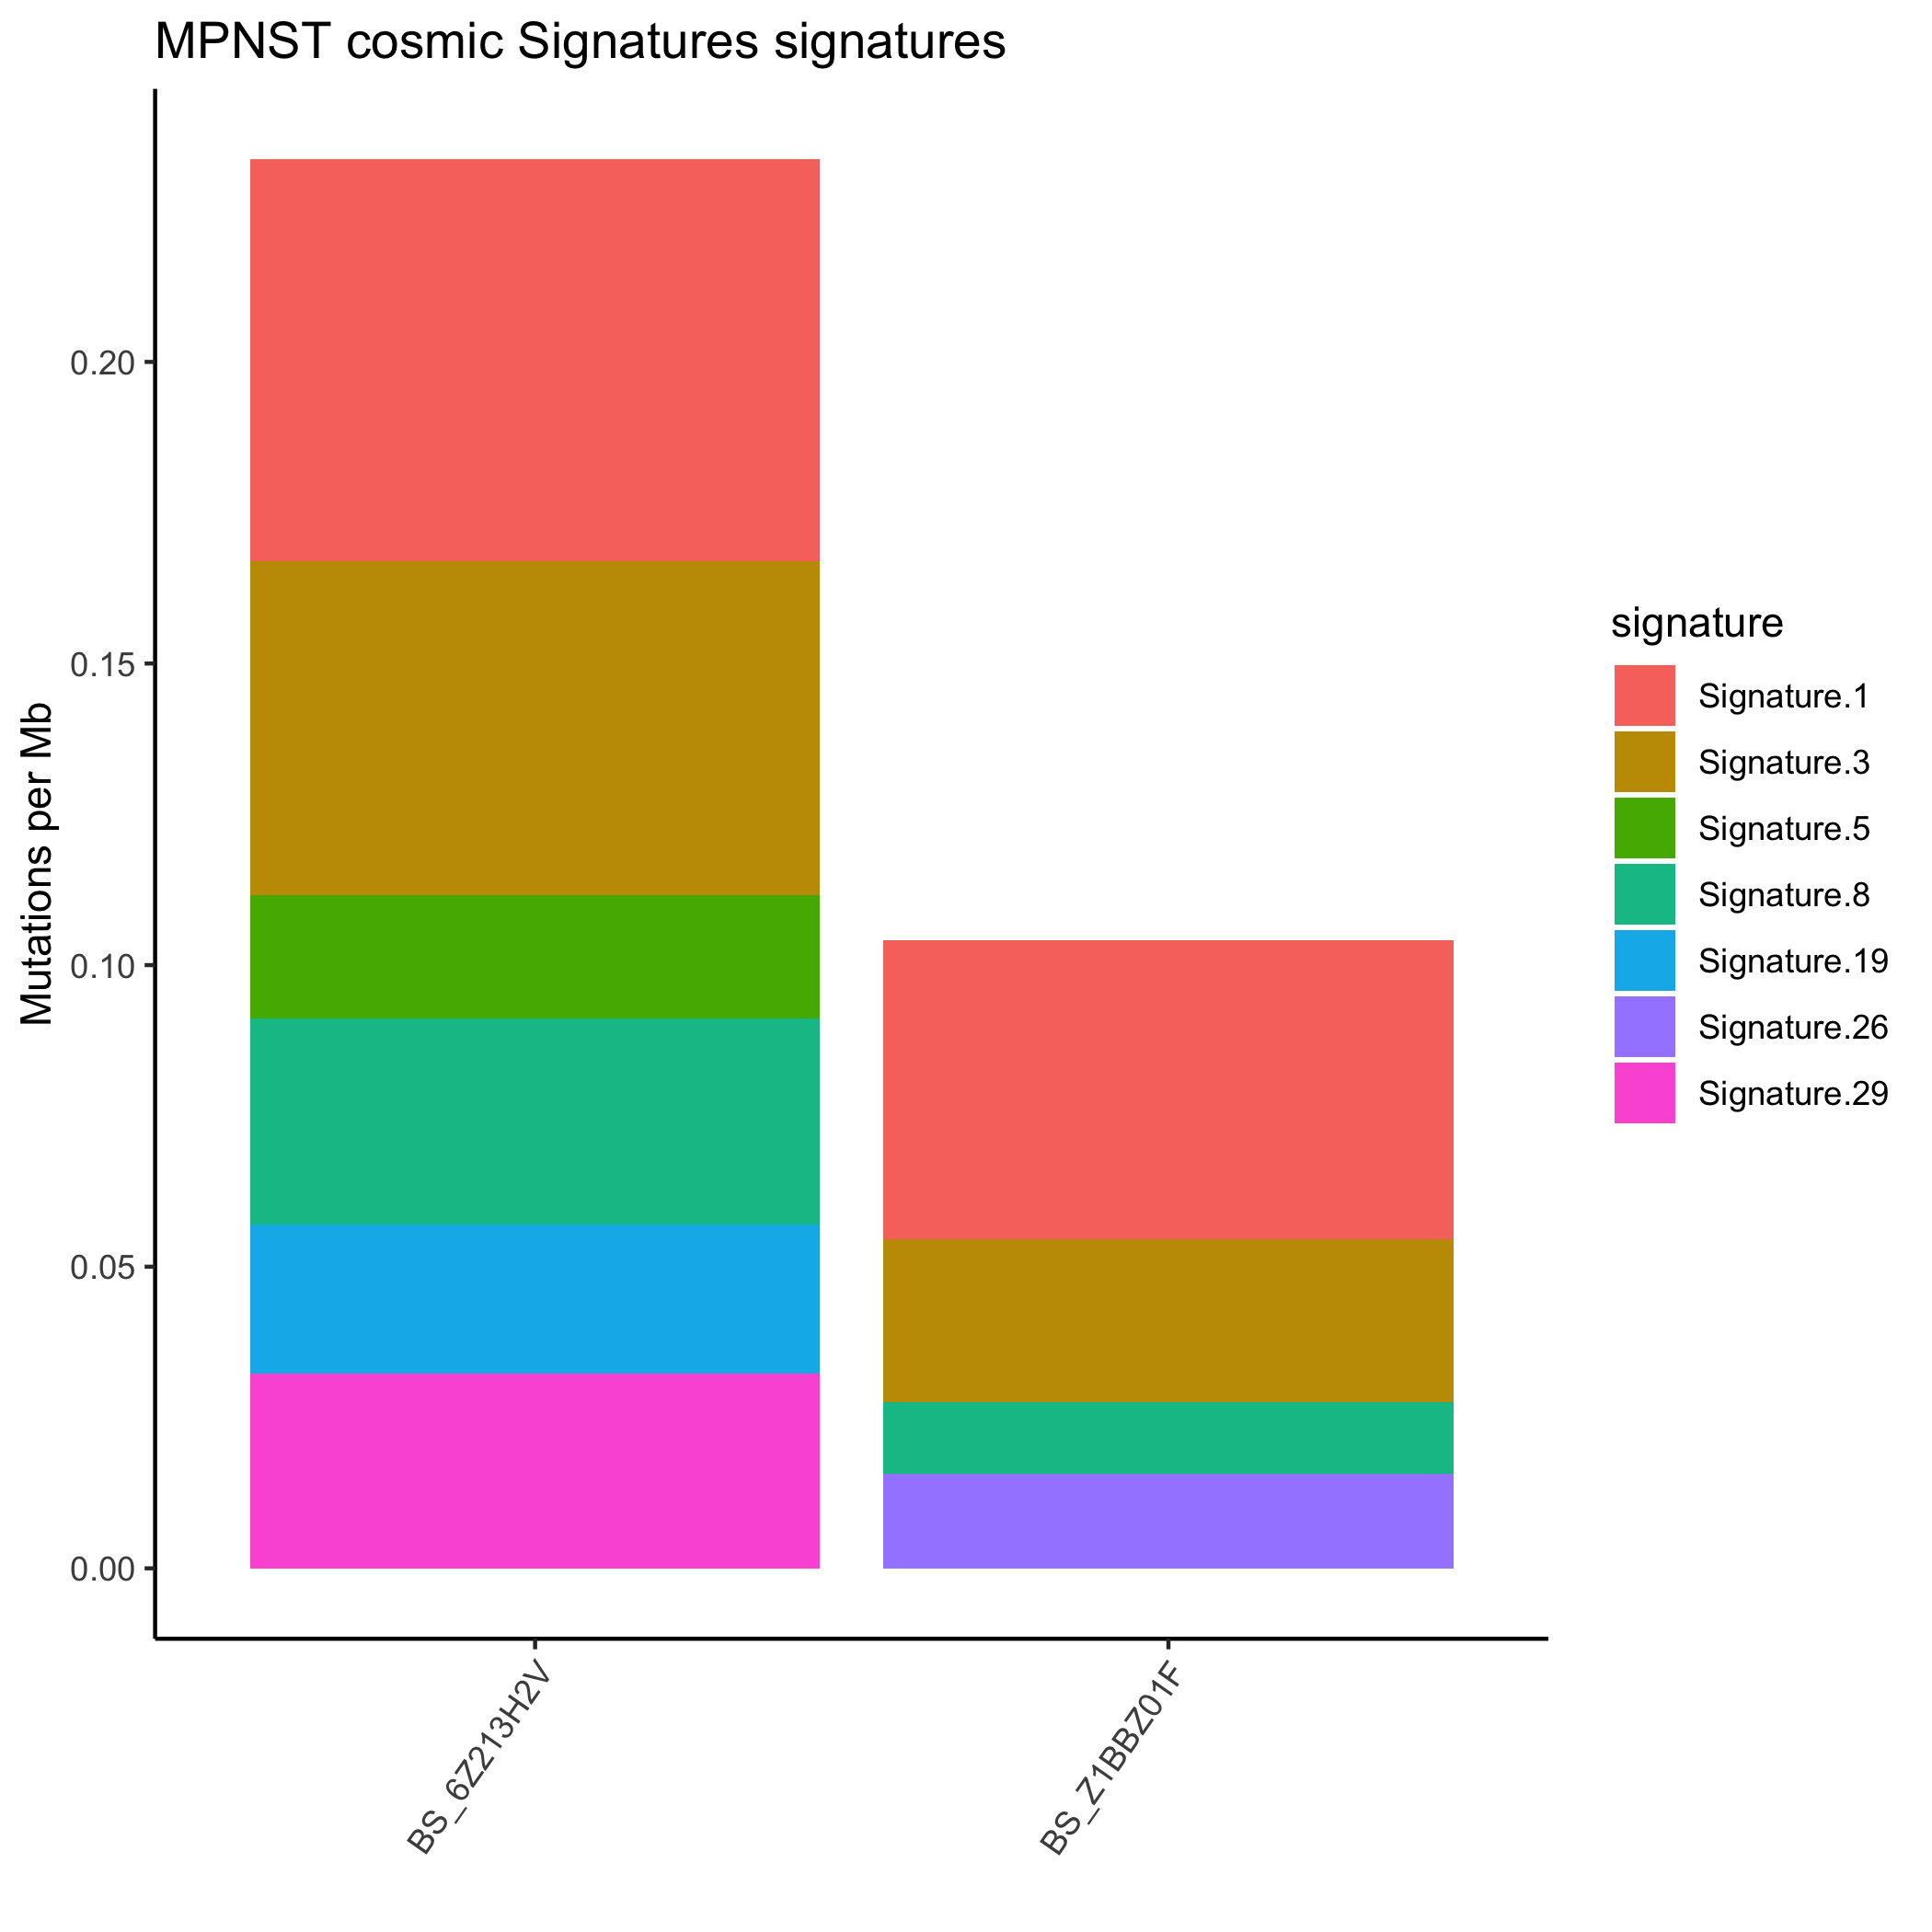 MPNST cosmic Signatures signatures
Mutations per Mb
0.20
0.15
0.10
0.05
0.00
BS_6Z213H2V
BS_Z1BBZ01F
signature
Signature.1
Signature.3
Signature.5
Signature.8
Signature.19
Signature.26
Signature.29